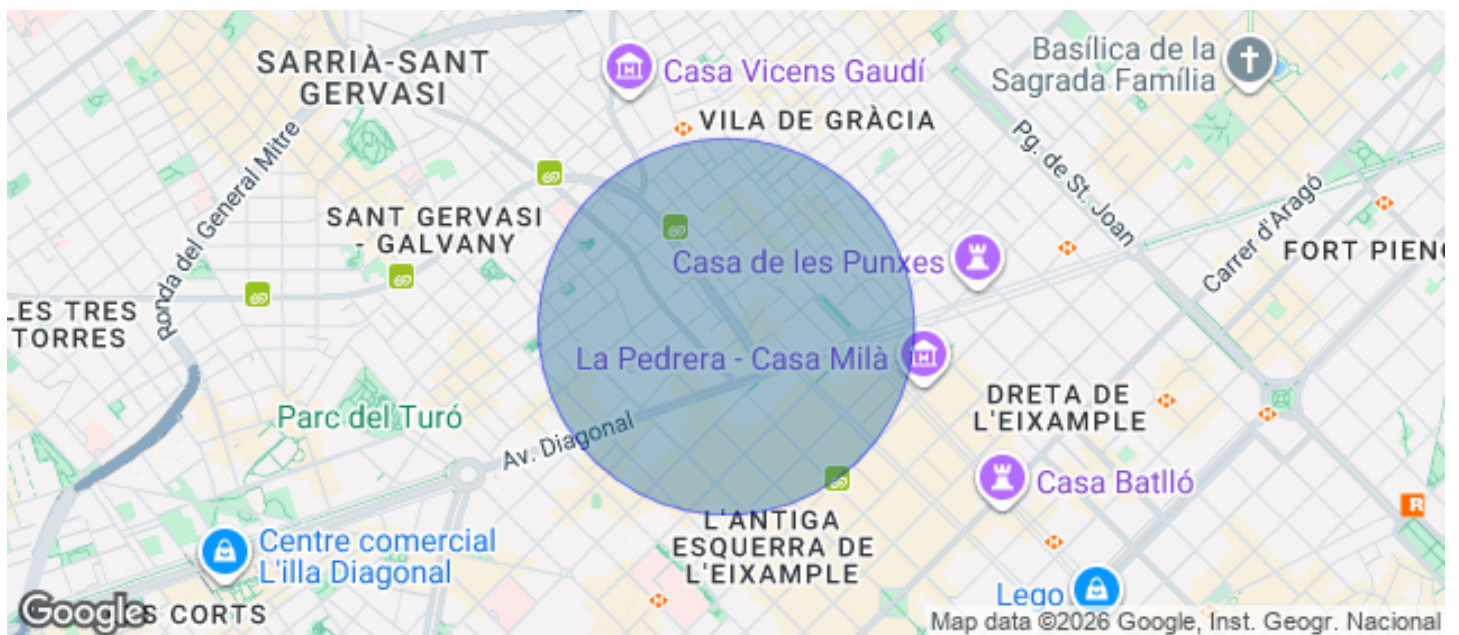 SARRIÀ-SANT
GERVASI
Casa Vicens Gaudí
Basílica de la
Sagrada Família
VILA DE GRÀCIA
Ronda del General Mitre
Pg. de St. Joan
SANT GERVASI
- GALVANY
Casa de les Punxes
Carrer d'Aragó
FORT PIENC
LES TRES
TORRES
La Pedrera - Casa Milà
DRETA DE
L'EIXAMPLE
Parc del Turó
Av. Diagonal
Casa Batlló
L'ANTIGA
ESQUERRA DE
L'EIXAMPLE
Centre comercial
L'illa Diagonal
R
Lego
Google
CORTS
Map data ©2026 Google, Inst. Geogr. Nacional